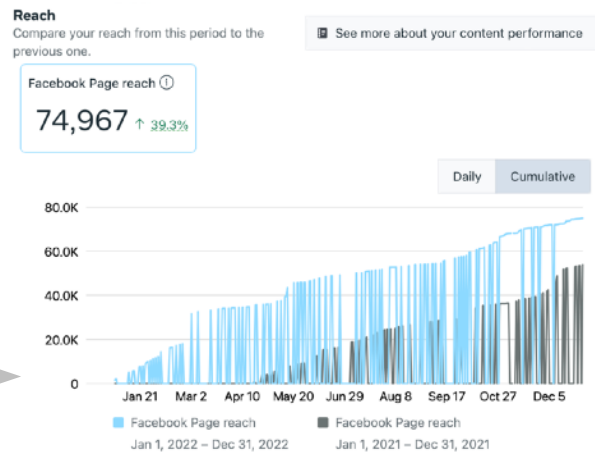 Reach
Compare your reach from this period to the
previous one.
See more about your content performance
Facebook Page reach
74,967 ↑ 39.3%
Daily Cumulative
80.0K
60.0K
40.0K
20.0K
0
Jan 21 Mar 2 Apr 10 May 20 Jun 29 Aug 8 Sep 17 Oct 27 Dec 5
Facebook Page reach Facebook Page reach
Jan 1, 2022 – Dec 31, 2022 Jan 1, 2021 – Dec 31, 2021